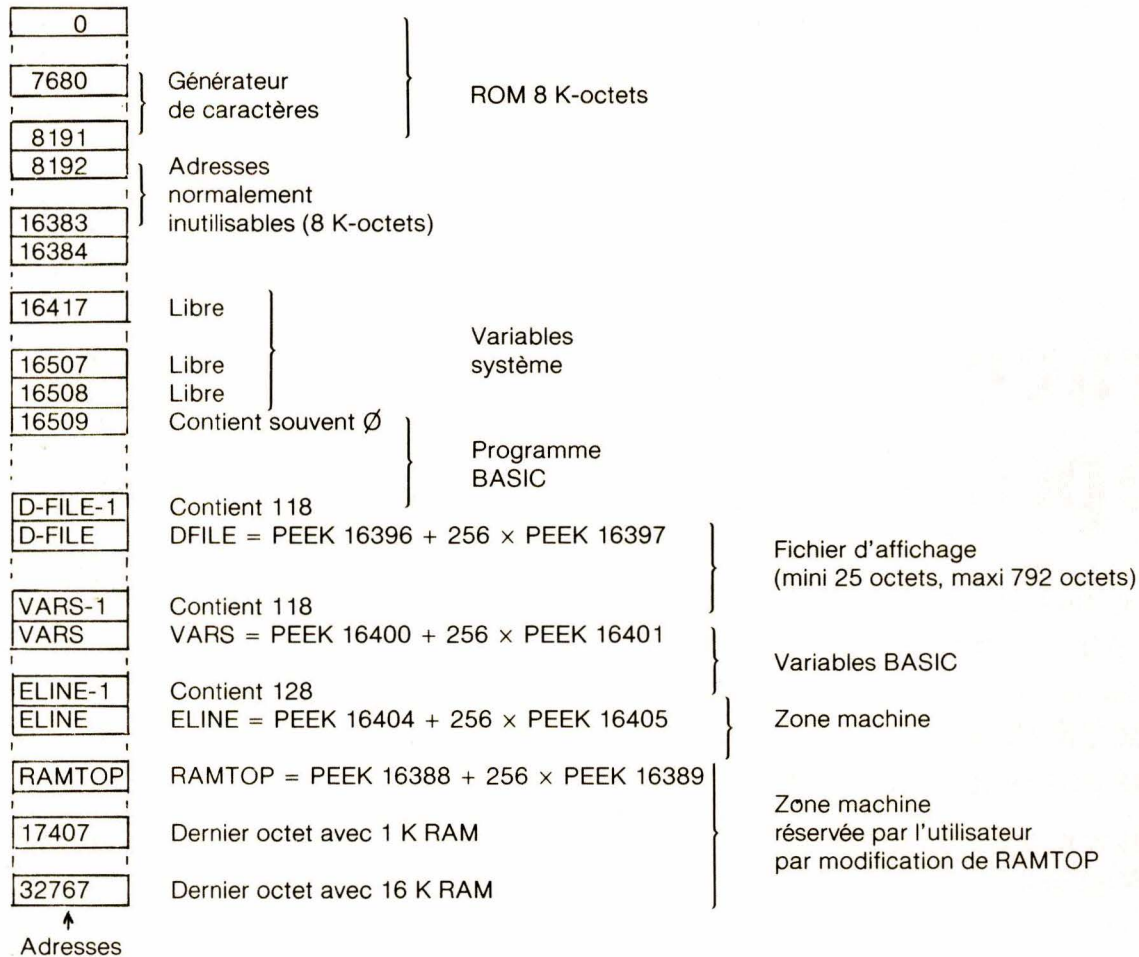 0
7680 Générateur
de caractères
ROM 8 K-octets
8191
8192 Adresses
normalement
16383 inutilisables (8 K-octets)
16384
16417 Libre
Variables
système
16507 Libre
16508 Libre
16509 Contient souvent Ø
Programme
BASIC
D-FILE-1 Contient 118
D-FILE DFILE = PEEK 16396 + 256 × PEEK 16397
Fichier d'affichage
(mini 25 octets, maxi 792 octets)
VARS-1 Contient 118
VARS VARS = PEEK 16400 + 256 × PEEK 16401
Variables BASIC
ELINE-1 Contient 128
ELINE ELINE = PEEK 16404 + 256 × PEEK 16405
Zone machine
RAMTOP RAMTOP = PEEK 16388 + 256 × PEEK 16389
Zone machine
réservée par l'utilisateur
par modification de RAMTOP
17407 Dernier octet avec 1 K RAM
32767 Dernier octet avec 16 K RAM
Adresses